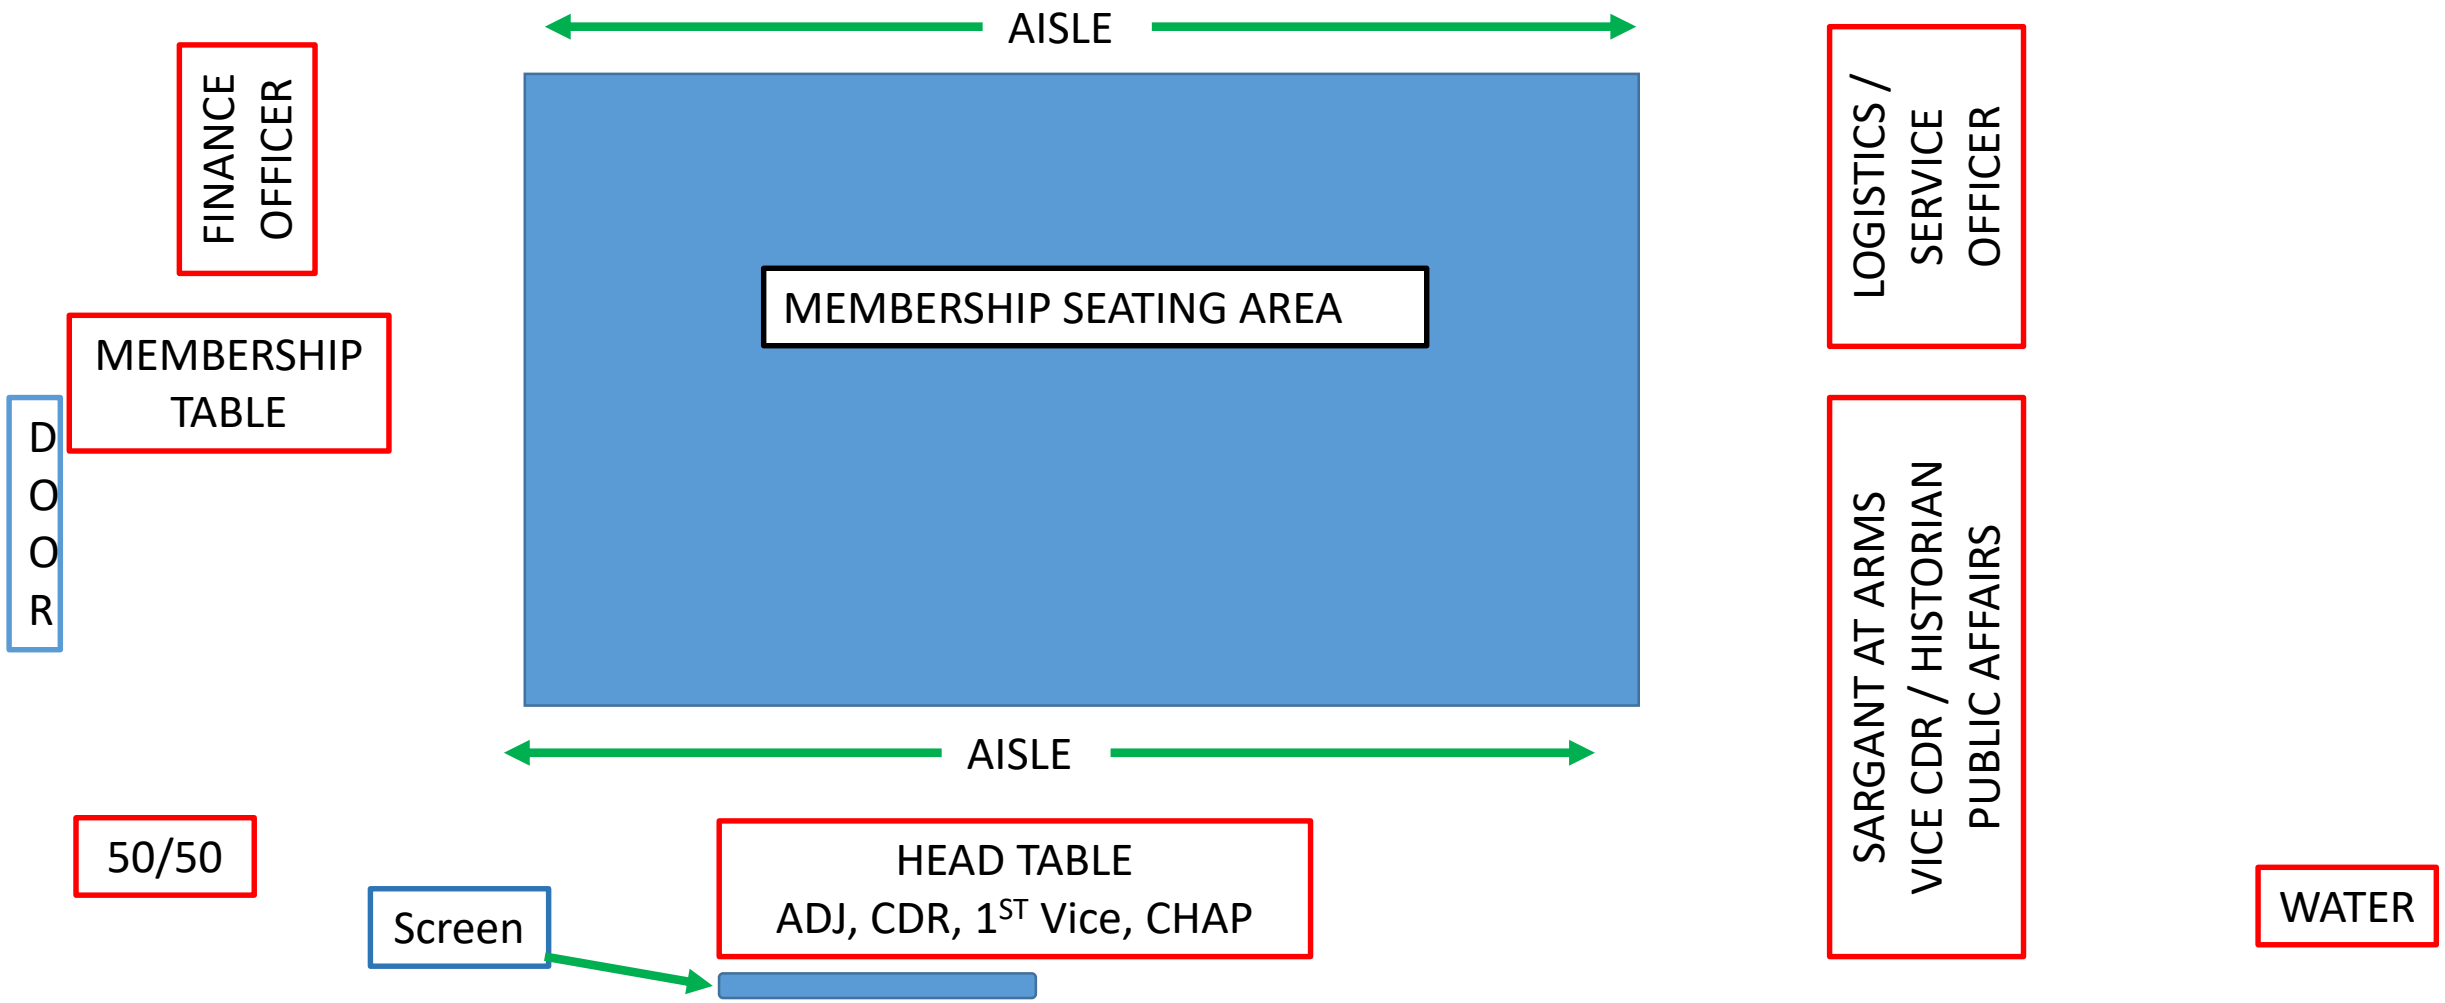 AISLE
FINANCE
OFFICER
LOGISTICS /
SERVICE
OFFICER
MEMBERSHIP SEATING AREA
MEMBERSHIP
TABLE
D
O
O
R
SARGANT AT ARMS
VICE CDR / HISTORIAN
PUBLIC AFFAIRS
AISLE
50/50
HEAD TABLE
ADJ, CDR, 1ST Vice, CHAP
Screen
WATER